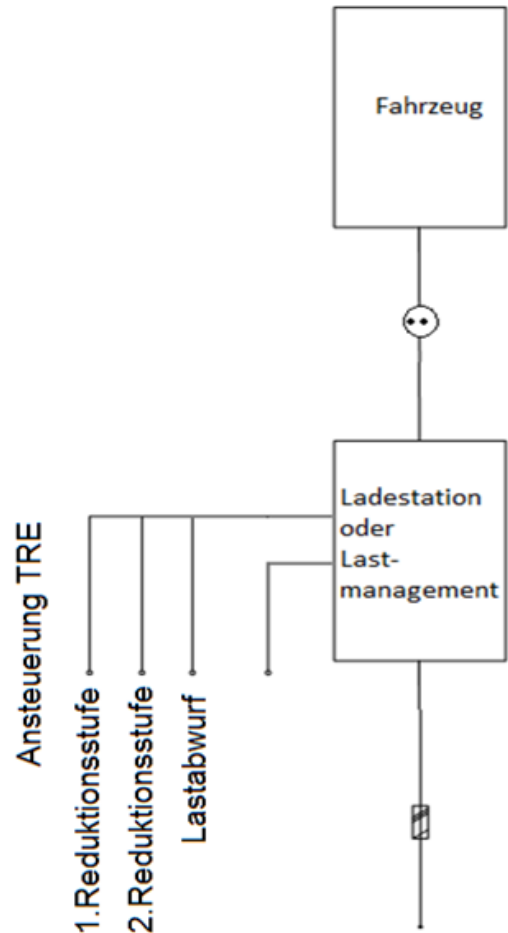 Fahrzeug
Ladestation
oder
Last-
management
Ansteuerung TRE
1.Reduktionsstufe
2.Reduktionsstufe
Lastabwurf